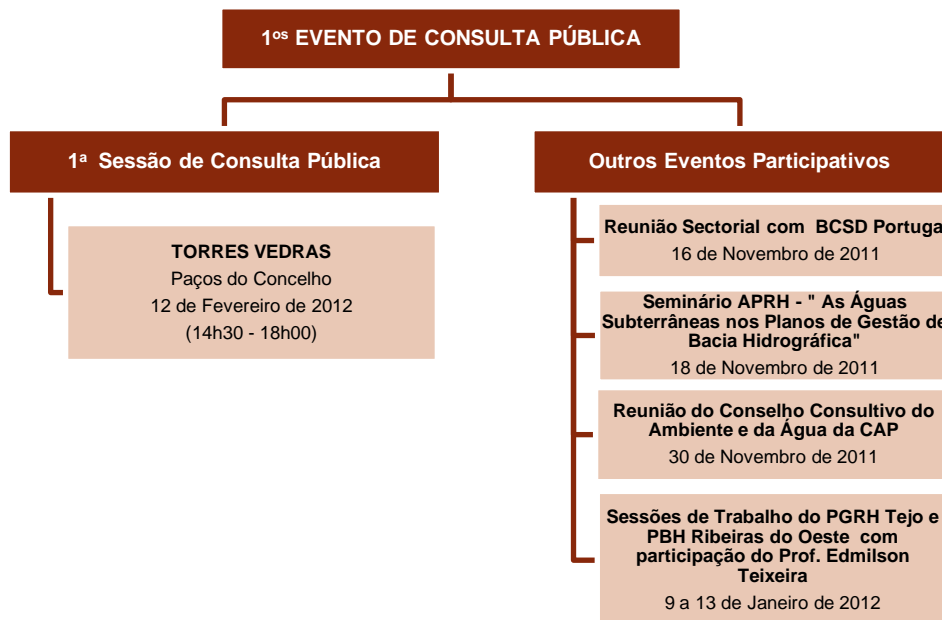 1os EVENTO DE CONSULTA PÚBLICA
1ª Sessão de Consulta Pública
TORRES VEDRAS
Paços do Concelho
12 de Fevereiro de 2012
(14h30 - 18h00)
Outros Eventos Participativos
Reunião Sectorial com BCSD Portuga
16 de Novembro de 2011
Seminário APRH - " As Águas
Subterrâneas nos Planos de Gestão de
Bacia Hidrográfica"
18 de Novembro de 2011
Reunião do Conselho Consultivo do
Ambiente e da Água da CAP
30 de Novembro de 2011
Sessões de Trabalho do PGRH Tejo e
PBH Ribeiras do Oeste com
participação do Prof. Edmilson
Teixeira
9 a 13 de Janeiro de 2012